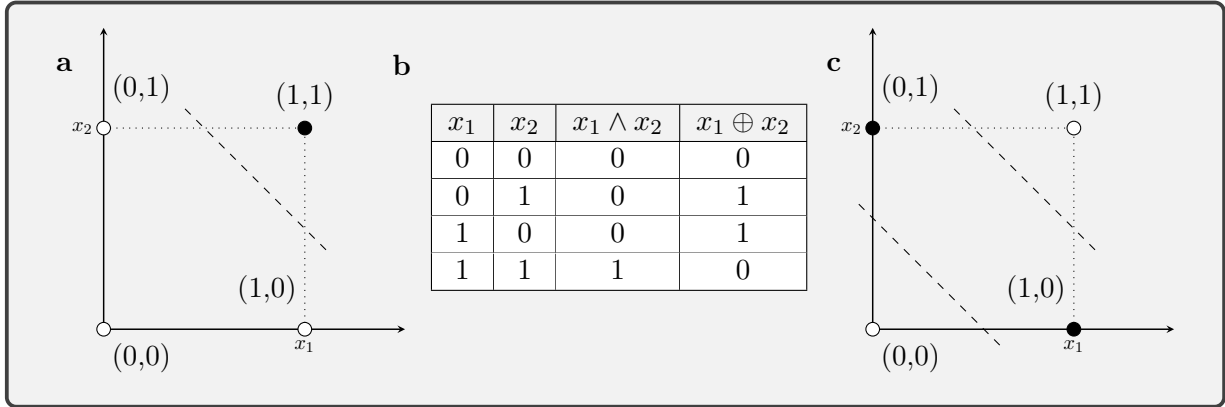 a
(0,1)
(1,1)
x₂
(1,0)
(0,0)
x₁
b
x₁ x₂ x₁ ∧ x₂ x₁ ⊕ x₂
0 0 0 0
0 1 0 1
1 0 0 1
1 1 1 0
c
(0,1)
(1,1)
x₂
(1,0)
(0,0)
x₁